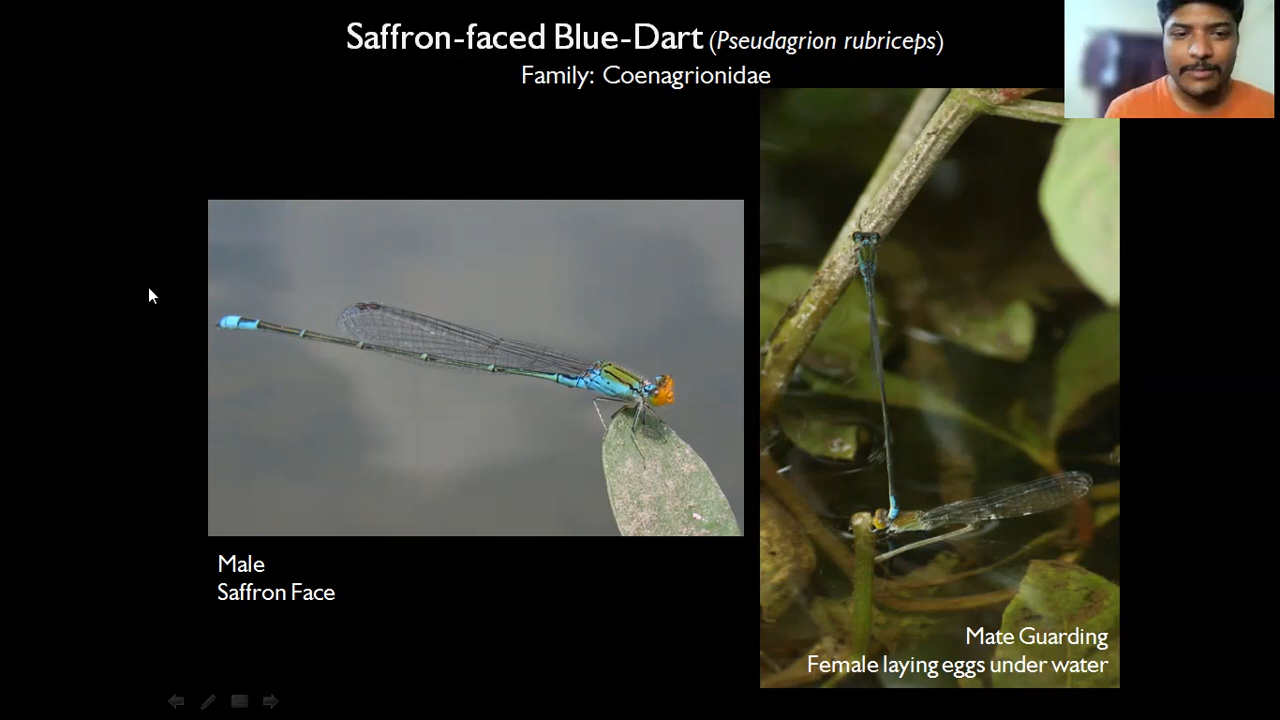 Saffron-faced Blue-Dart (Pseudagrion rubriceps)
Family: Coenagrionidae
Male
Saffron Face
Mate Guarding
Female laying eggs under water